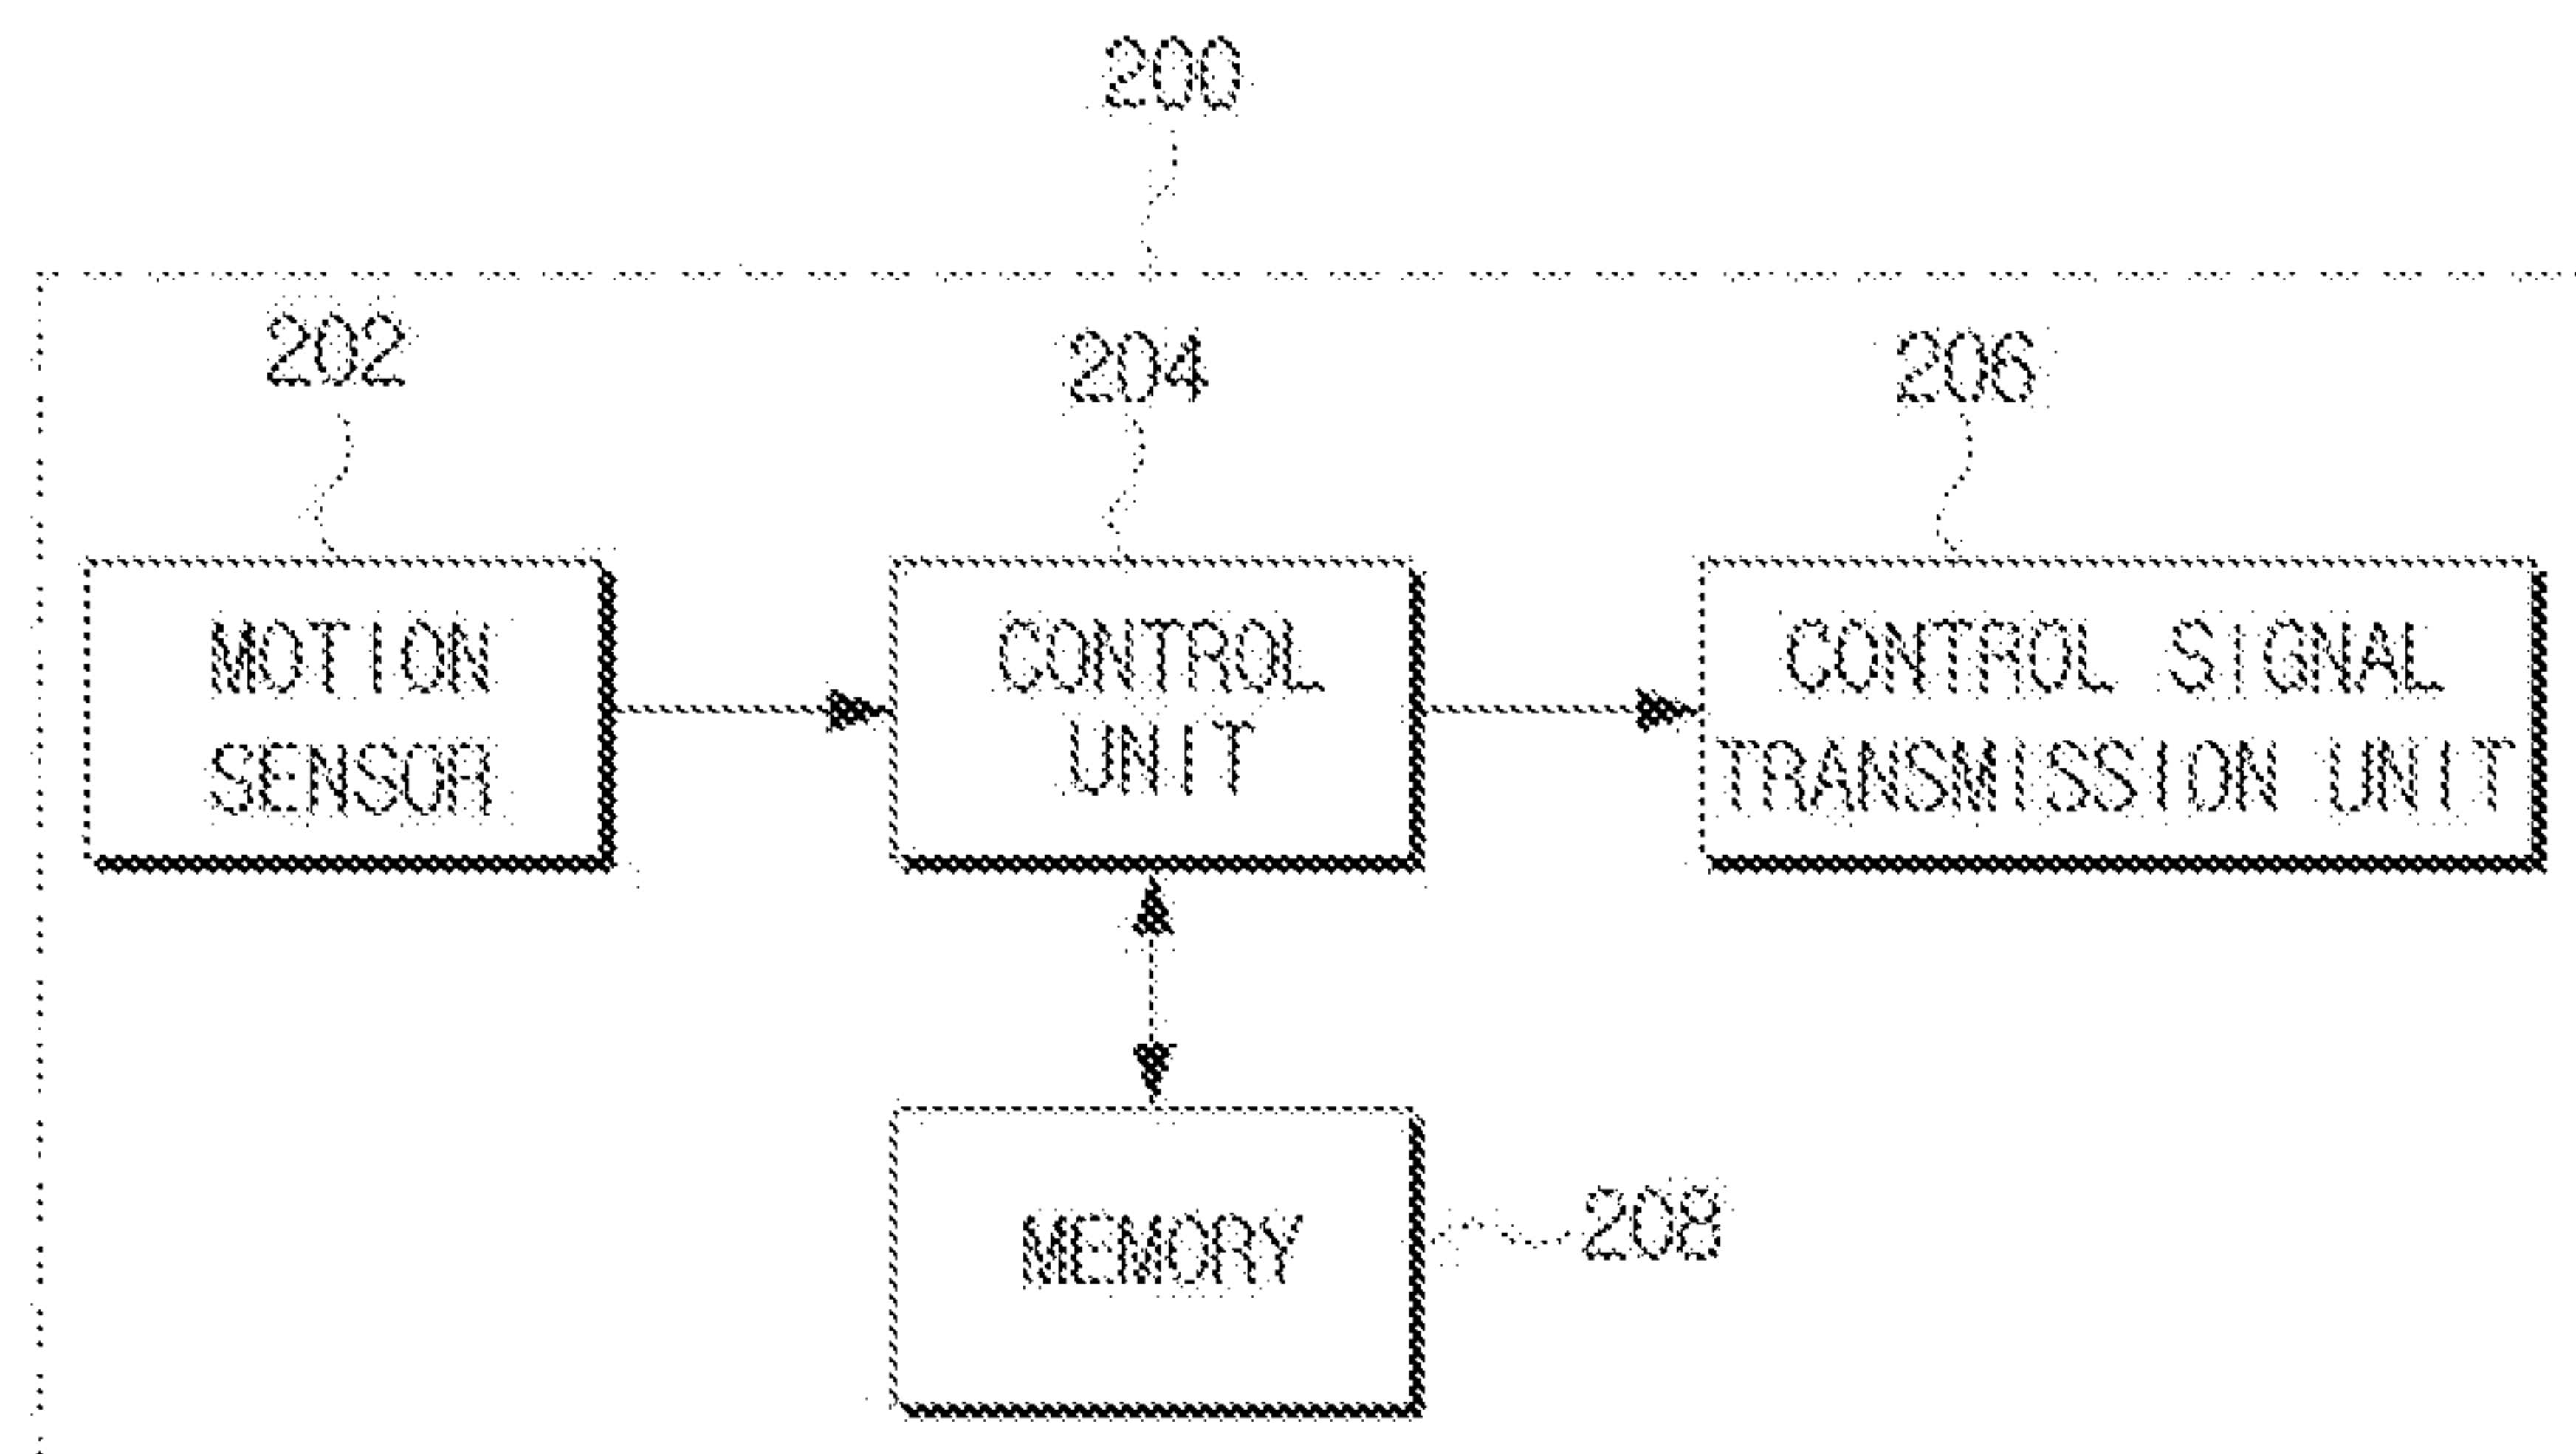 200
202
204
206
MOTION
SENSOR
CONTROL
UNIT
CONTROL SIGNAL
TRANSMISSION UNIT
MEMORY
208